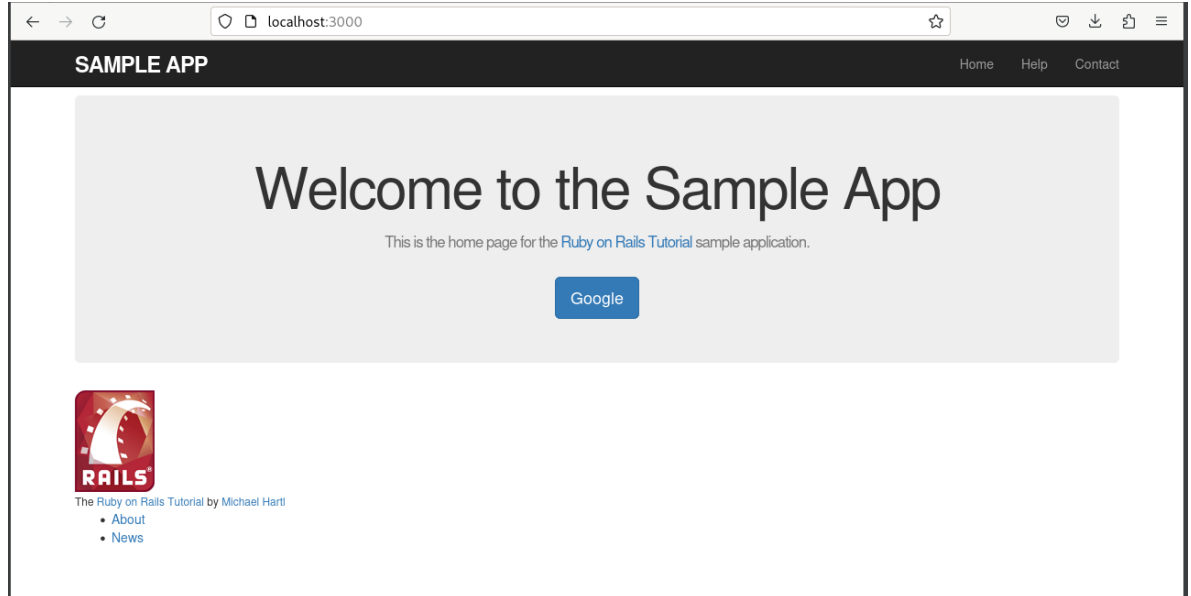 localhost:3000
SAMPLE APP Home Help Contact
Welcome to the Sample App
This is the home page for the Ruby on Rails Tutorial sample application.
Google
RAILS®
The Ruby on Rails Tutorial by Michael Hartl
• About
• News